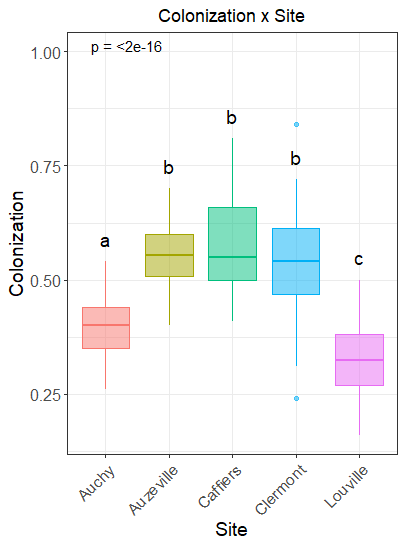 Colonization x Site
p = <2e-16
1.00
0.75
0.50
0.25
Colonization
a
b
b
b
c
Auchy
Auzeville
Caffiers
Clermont
Louville
Site